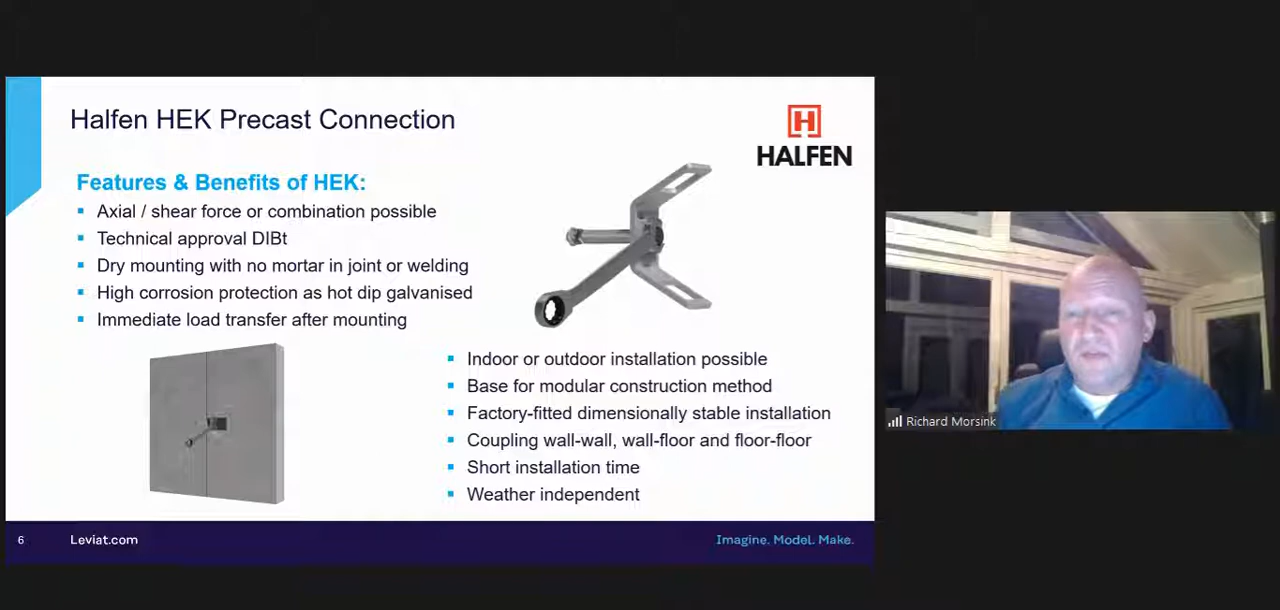 Halfen HEK Precast Connection
H
HALFEN
Features & Benefits of HEK:
Axial / shear force or combination possible
Technical approval DIBt
Dry mounting with no mortar in joint or welding
High corrosion protection as hot dip galvanised
Immediate load transfer after mounting
Indoor or outdoor installation possible
Base for modular construction method
Factory-fitted dimensionally stable installation
Coupling wall-wall, wall-floor and floor-floor
Short installation time
Weather independent
6
Leviat.com
Imagine. Model. Make.
Richard Morsink